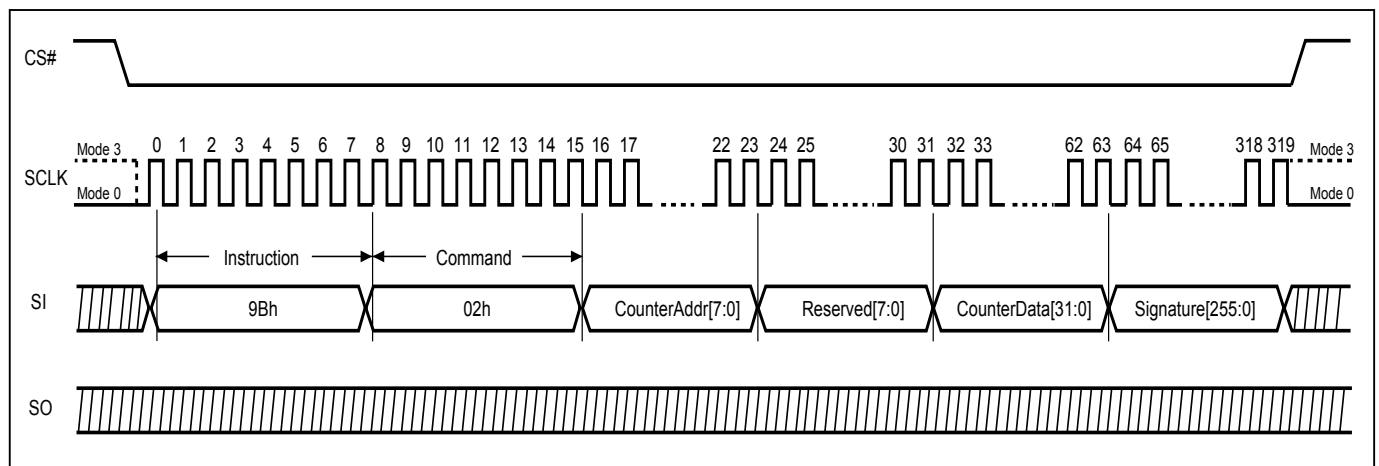 CS#
0 1 2 3 4 5 6 7 8 9 10 11 12 13 14 15 16 17 22 23 24 25 30 31 32 33 62 63 64 65 318 319
Mode 3 Mode 3
SCLK
Mode 0 Mode 0
Instruction Command
SI 9Bh 02h CounterAddr[7:0] Reserved[7:0] CounterData[31:0] Signature[255:0]
SO